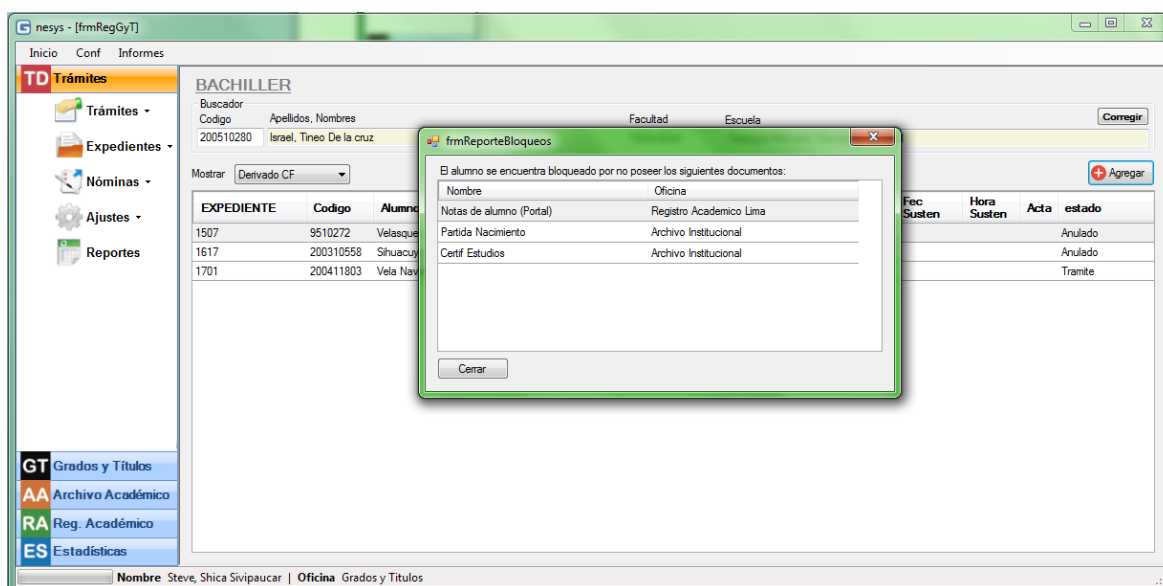 nesys - [frmRegGyT]
Inicio Conf Informes
TD Trámites
Trámites
Expedientes
Nóminas
Ajustes
Reportes
GT Grados y Títulos
AA Archivo Académico
RA Reg. Académico
ES Estadísticas
BACHILLER
Buscador
Codigo Apellidos, Nombres Facultad Escuela
Corregir
200510280 Israel, Tineo De la cruz
Mostrar Derivado CF
Agregar
EXPEDIENTE Codigo Alumno Fec Susten Hora Susten Acta estado
1507 9510272 Velasque Anulado
1617 200310558 Sihuacuy Anulado
1701 200411803 Vela Nav Tramite
frmReporteBloqueos
El alumno se encuentra bloqueado por no poseer los siguientes documentos:
Nombre Oficina
Notas de alumno (Portal) Registro Academico Lima
Partida Nacimiento Archivo Institucional
Certif Estudios Archivo Institucional
Cerrar
Nombre Steve, Shica Sivipaucar | Oficina Grados y Titulos